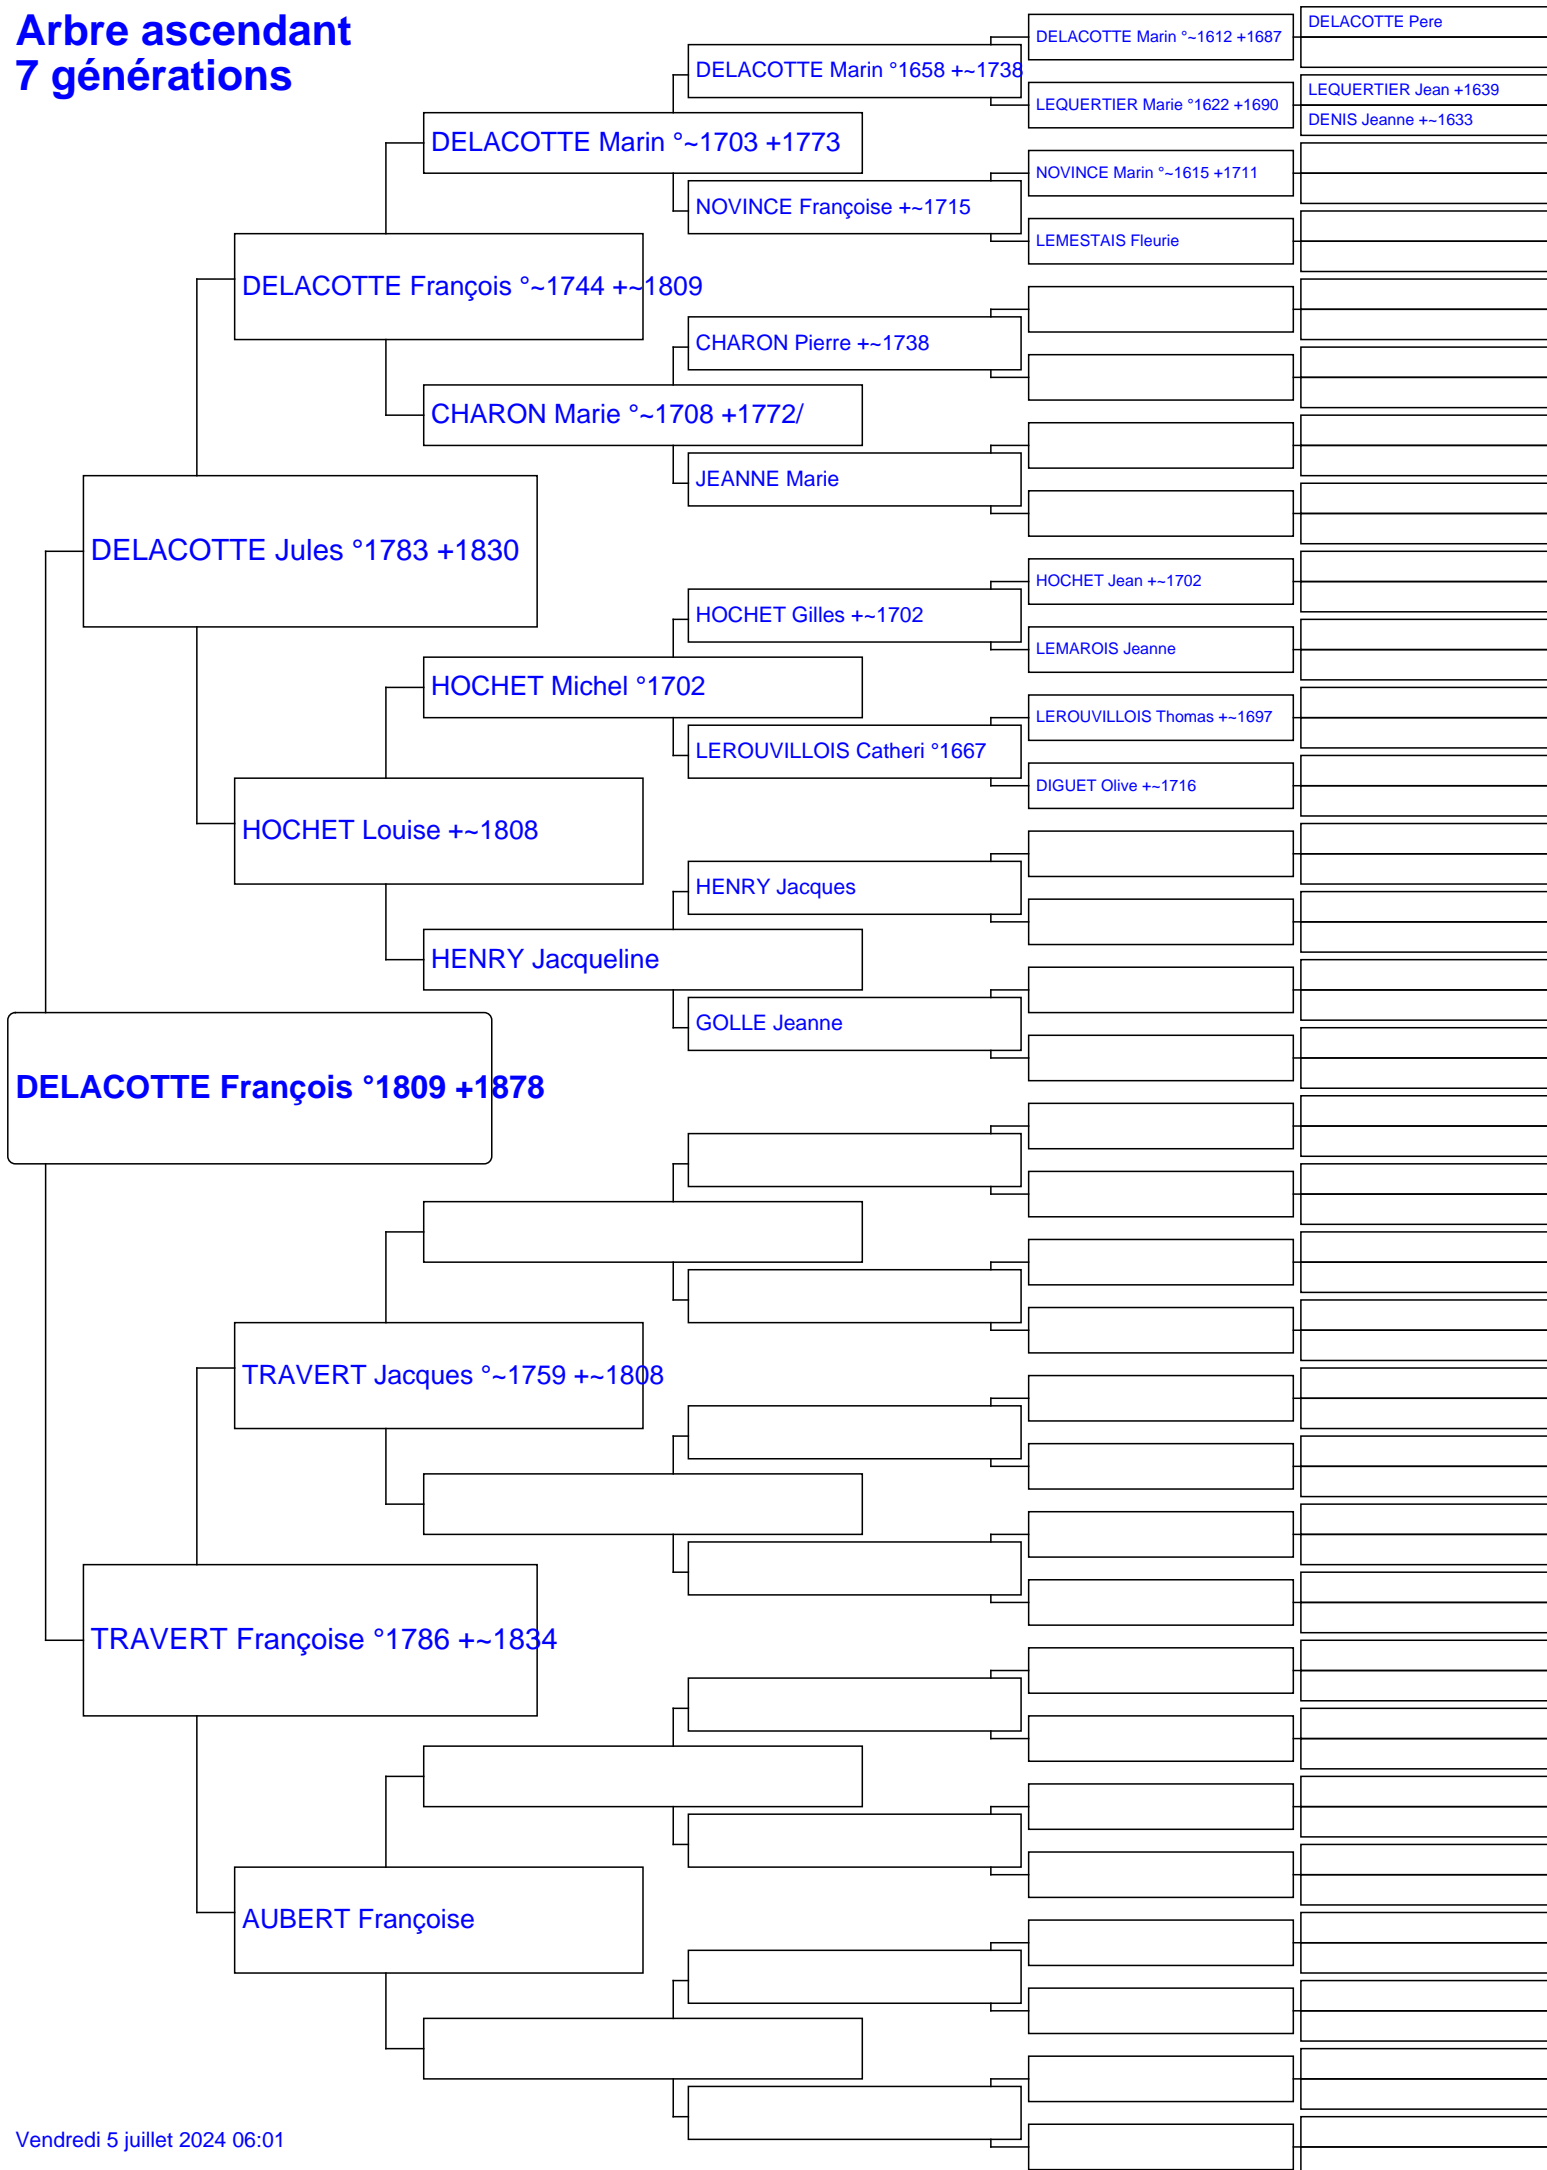 Arbre ascendant
7 générations
DELACOTTE Pere
DELACOTTE Marin °~1612 +1687
DELACOTTE Marin °1658 +~1738
LEQUERTIER Jean +1639
LEQUERTIER Marie °1622 +1690
DENIS Jeanne +~1633
DELACOTTE Marin °~1703 +1773
NOVINCE Marin °~1615 +1711
NOVINCE Françoise +~1715
LEMESTAIS Fleurie
DELACOTTE François °~1744 +~1809
CHARON Pierre +~1738
CHARON Marie °~1708 +1772/
JEANNE Marie
DELACOTTE Jules °1783 +1830
HOCHET Jean +~1702
HOCHET Gilles +~1702
LEMAROIS Jeanne
HOCHET Michel °1702
LEROUVILLOIS Thomas +~1697
LEROUVILLOIS Catheri °1667
DIGUET Olive +~1716
HOCHET Louise +~1808
HENRY Jacques
HENRY Jacqueline
GOLLE Jeanne
DELACOTTE François °1809 +1878
TRAVERT Jacques °~1759 +~1808
TRAVERT Françoise °1786 +~1834
AUBERT Françoise
Vendredi 5 juillet 2024 06:01